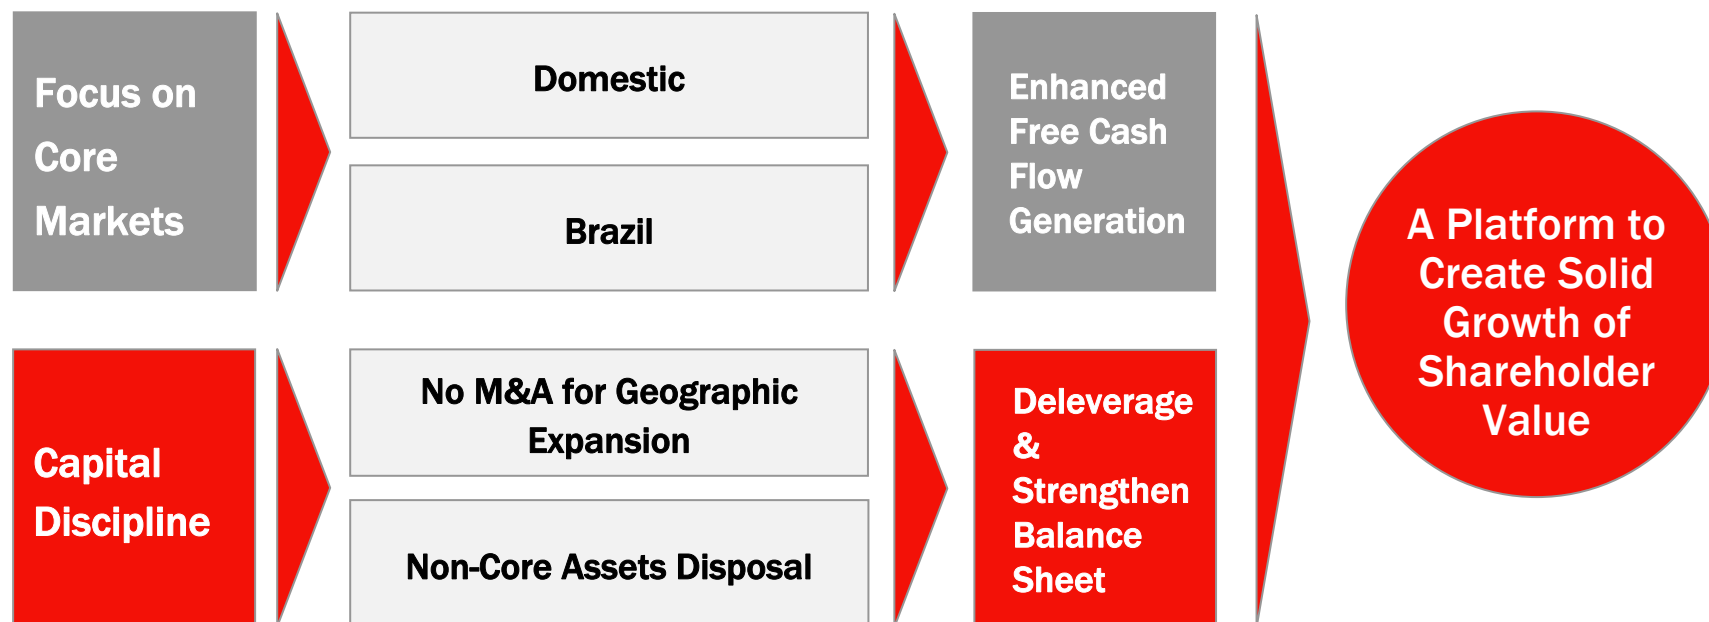 Focus on
Core
Markets
Domestic
Brazil
Enhanced
Free Cash
Flow
Generation
Capital
Discipline
No M&A for Geographic
Expansion
Non-Core Assets Disposal
Deleverage
&
Strengthen
Balance
Sheet
A Platform to
Create Solid
Growth of
Shareholder
Value